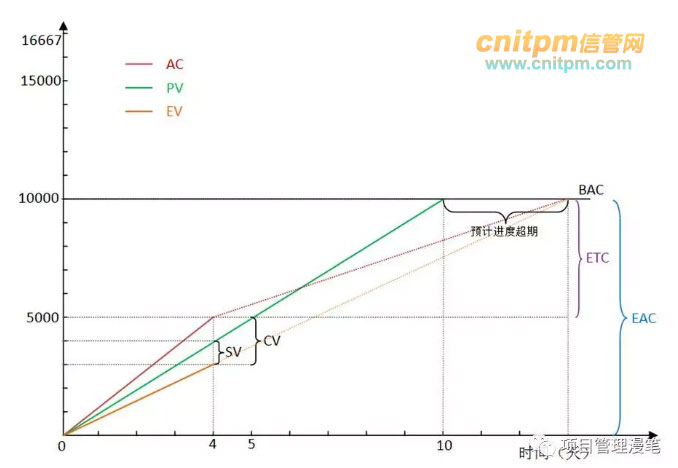 16667
cnitpm信管网
www.cnitpm.com
15000
AC
PV
EV
10000
BAC
预计进度超期
ETC
5000
SV
CV
EAC
0
4
5
10
时间（天）
项目管理漫笔